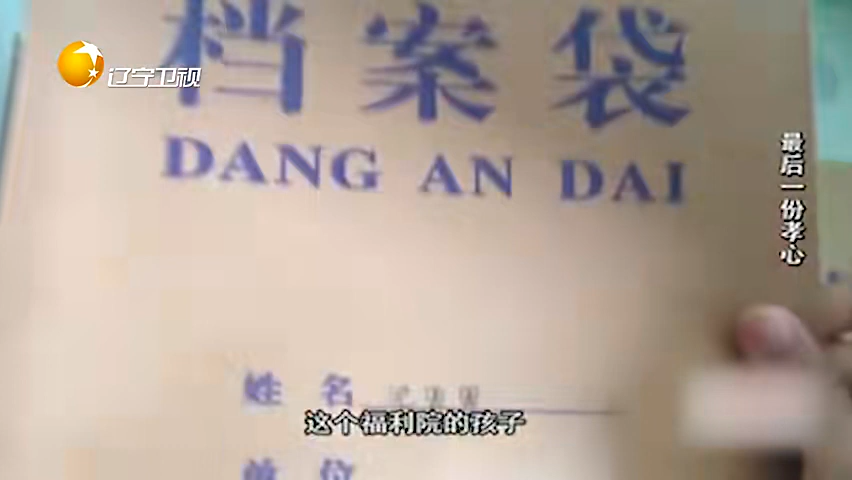 档案袋
辽宁卫视
DANG AN DAI
最后一份孝心
姓名
这个福利院的孩子
单位